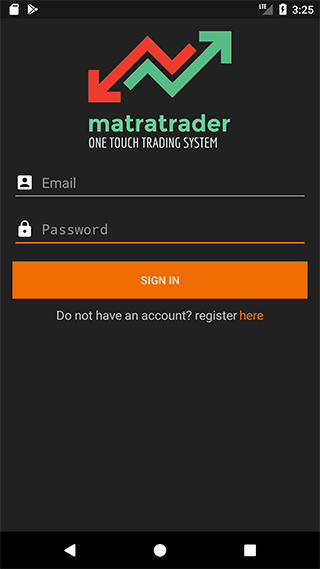 LTE 3:25
matratrader
ONE TOUCH TRADING SYSTEM
Email
Password
SIGN IN
Do not have an account? register here